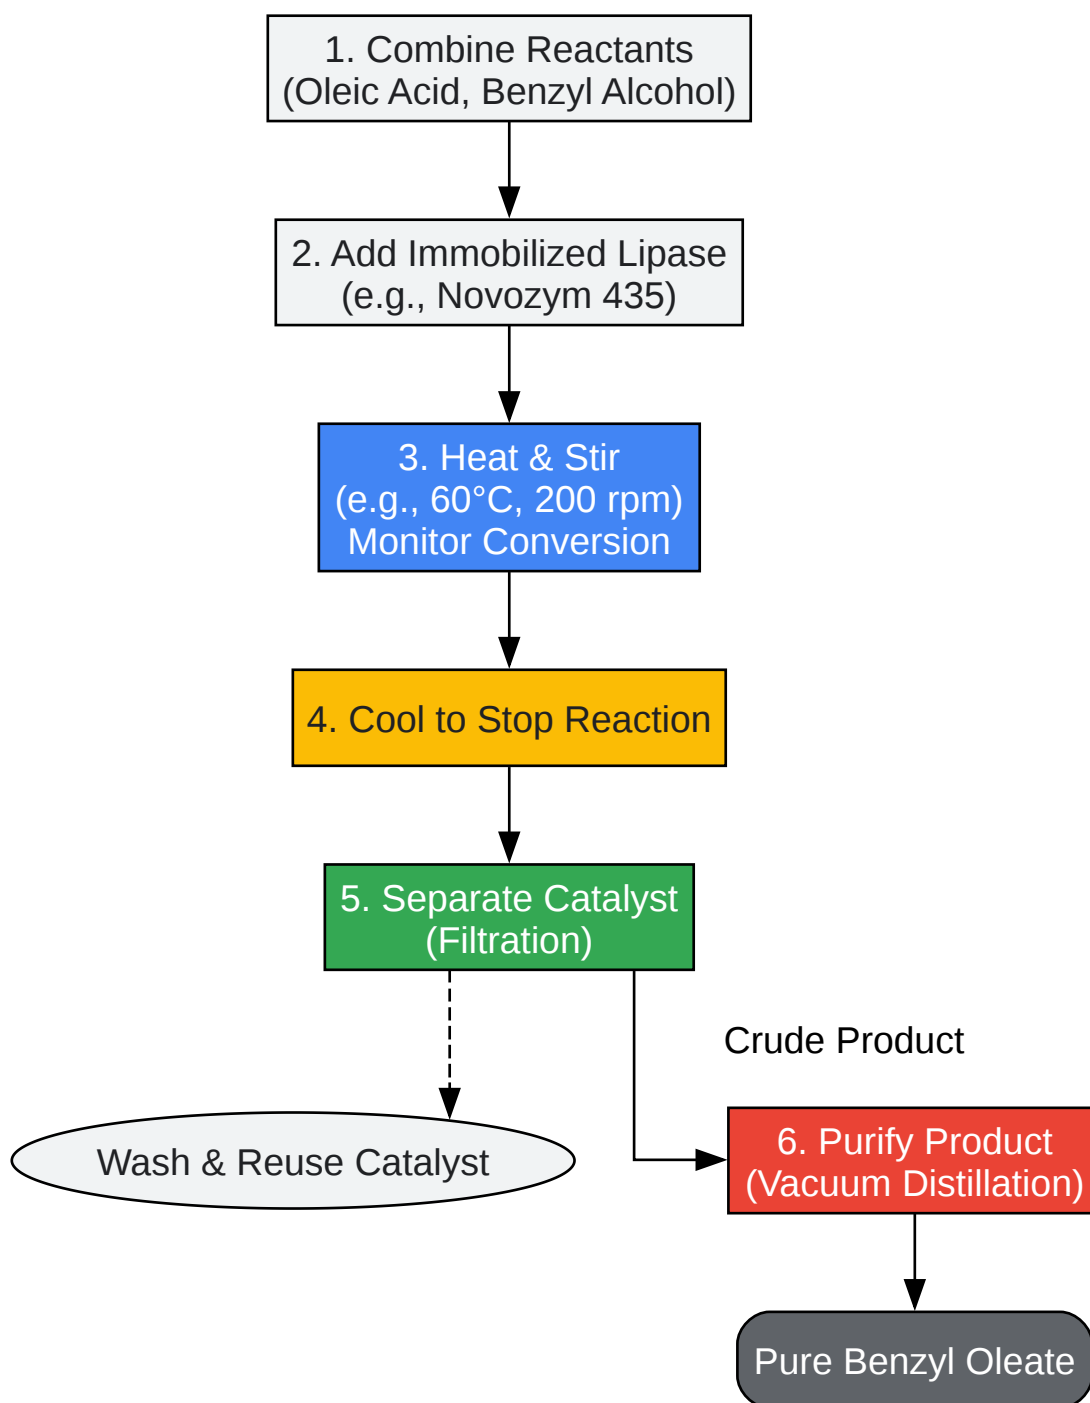 1. Combine Reactants
(Oleic Acid, Benzyl Alcohol)
2. Add Immobilized Lipase
(e.g., Novozym 435)
3. Heat & Stir
(e.g., 60°C, 200 rpm)
Monitor Conversion
4. Cool to Stop Reaction
5. Separate Catalyst
(Filtration)
Crude Product
Wash & Reuse Catalyst
6. Purify Product
(Vacuum Distillation)
Pure Benzyl Oleate